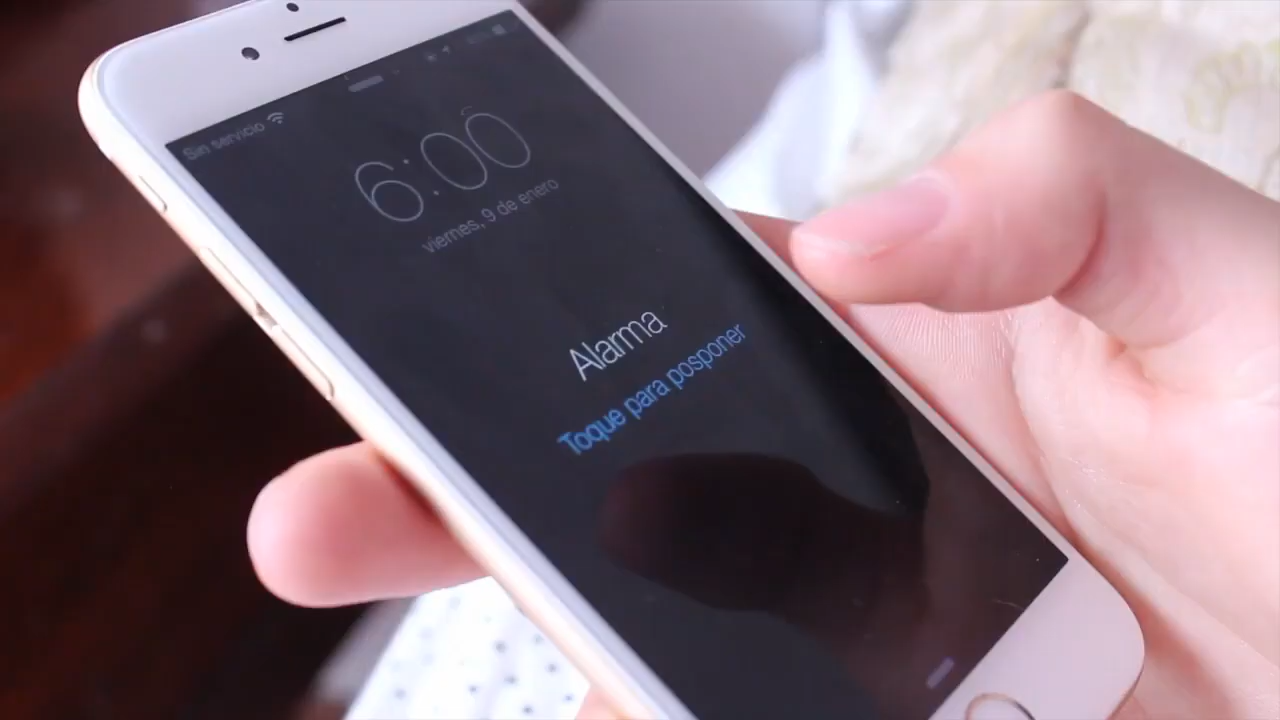 Sin servicio
6:00
viernes, 9 de enero
Alarma
Toque para posponer